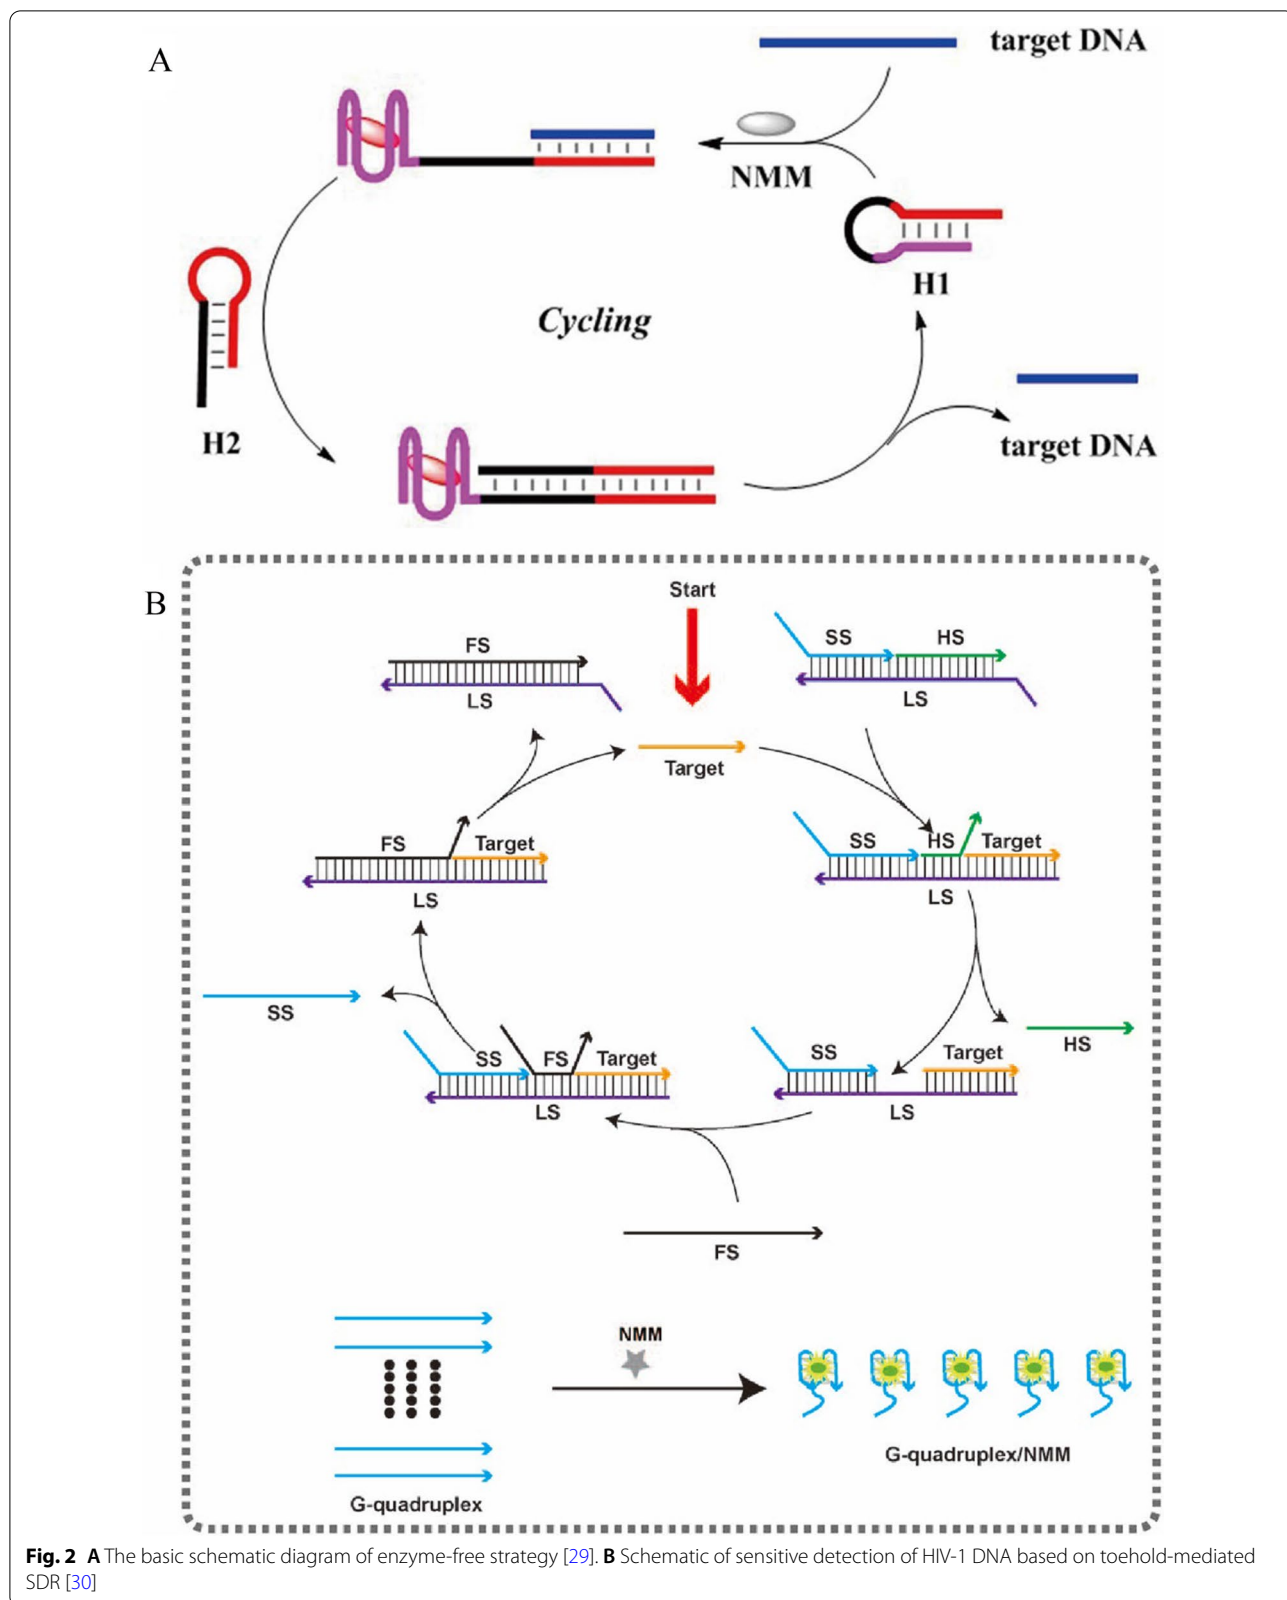 A
target DNA
NMM
H1
H2
Cycling
target DNA
B
Start
FS
LS
SS HS
LS
Target
FS Target
LS
SS HS Target
LS
SS
HS
SS FS Target
LS
SS Target
LS
FS
NMM
G-quadruplex
G-quadruplex/NMM
Fig. 2 A The basic schematic diagram of enzyme-free strategy [29]. B Schematic of sensitive detection of HIV-1 DNA based on toehold-mediated
SDR [30]